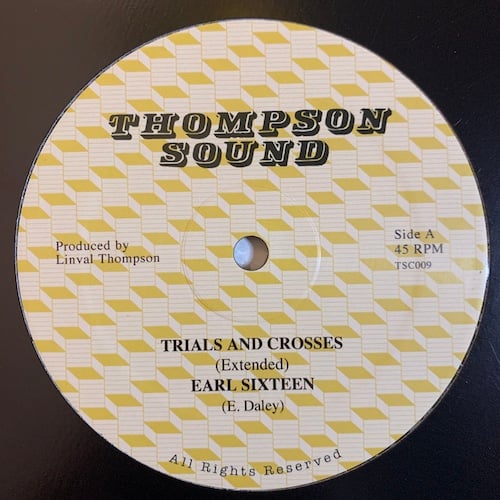 THOMPSON
SOUND
Produced by
Linval Thompson
Side A
45 RPM
TSC009
TRIALS AND CROSSES
(Extended)
EARL SIXTEEN
(E. Daley)
All Rights Reserved